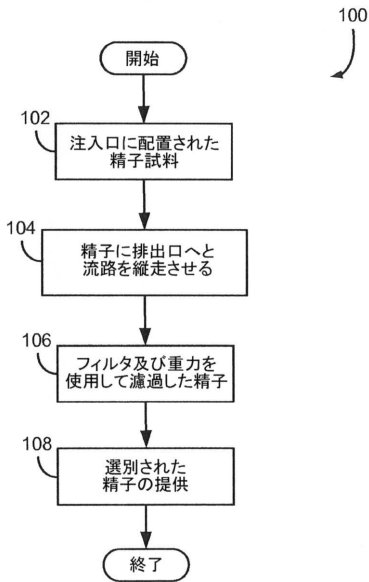 100
開始
102
注入口に配置された
精子試料
104
精子に排出口へと
流路を縦走させる
106
フィルタ及び重力を
使用して濾過した精子
108
選別された
精子の提供
終了